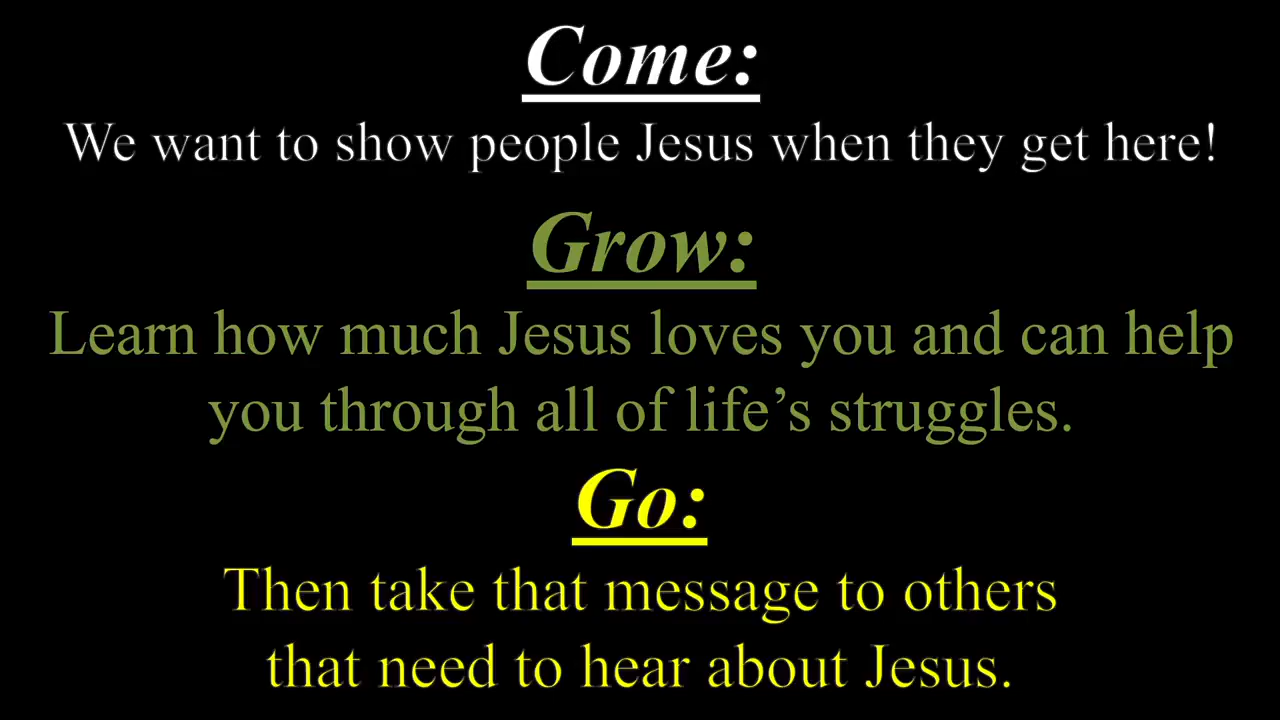 Come:
We want to show people Jesus when they get here!
Grow:
Learn how much Jesus loves you and can help
you through all of life’s struggles.
Go:
Then take that message to others
that need to hear about Jesus.